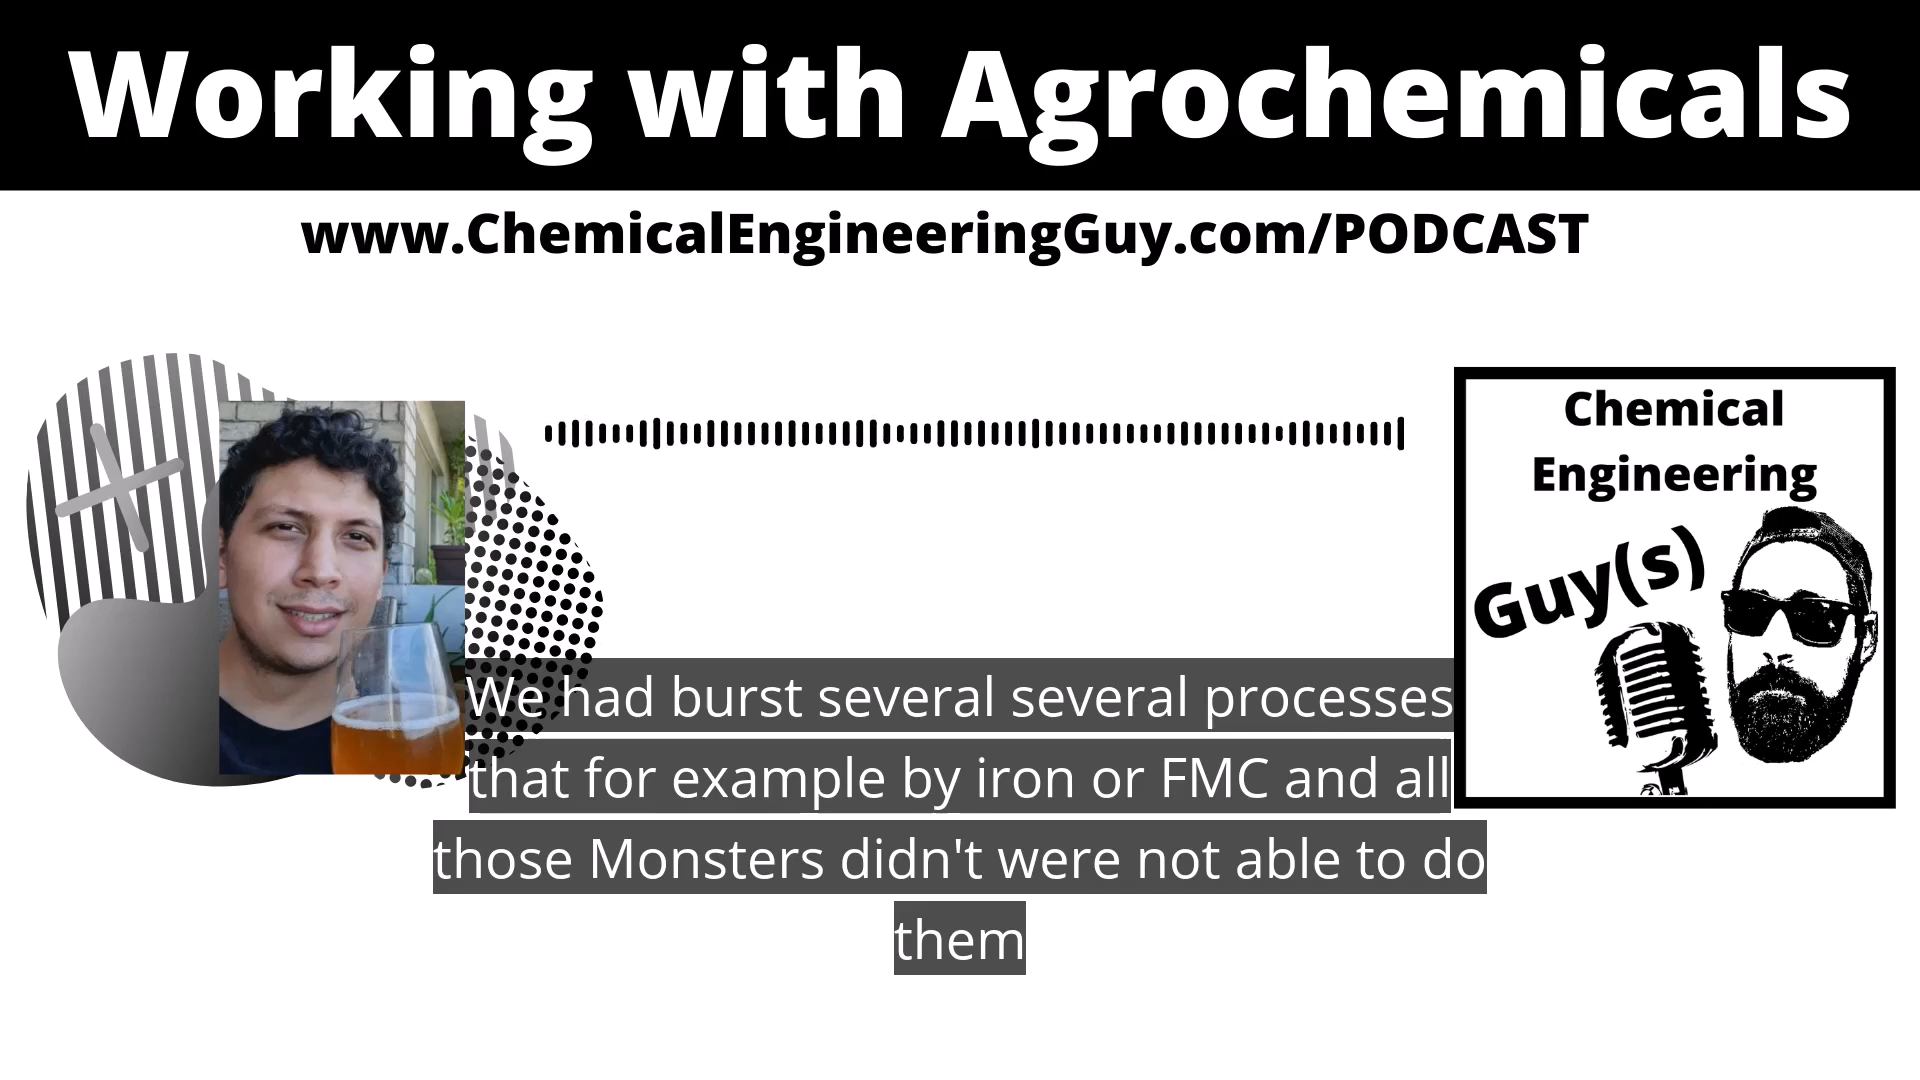 Working with Agrochemicals
www.ChemicalEngineeringGuy.com/PODCAST
Chemical
Engineering
Guy(s)
We had burst several several processes
that for example by iron or FMC and all
those Monsters didn't were not able to do
them